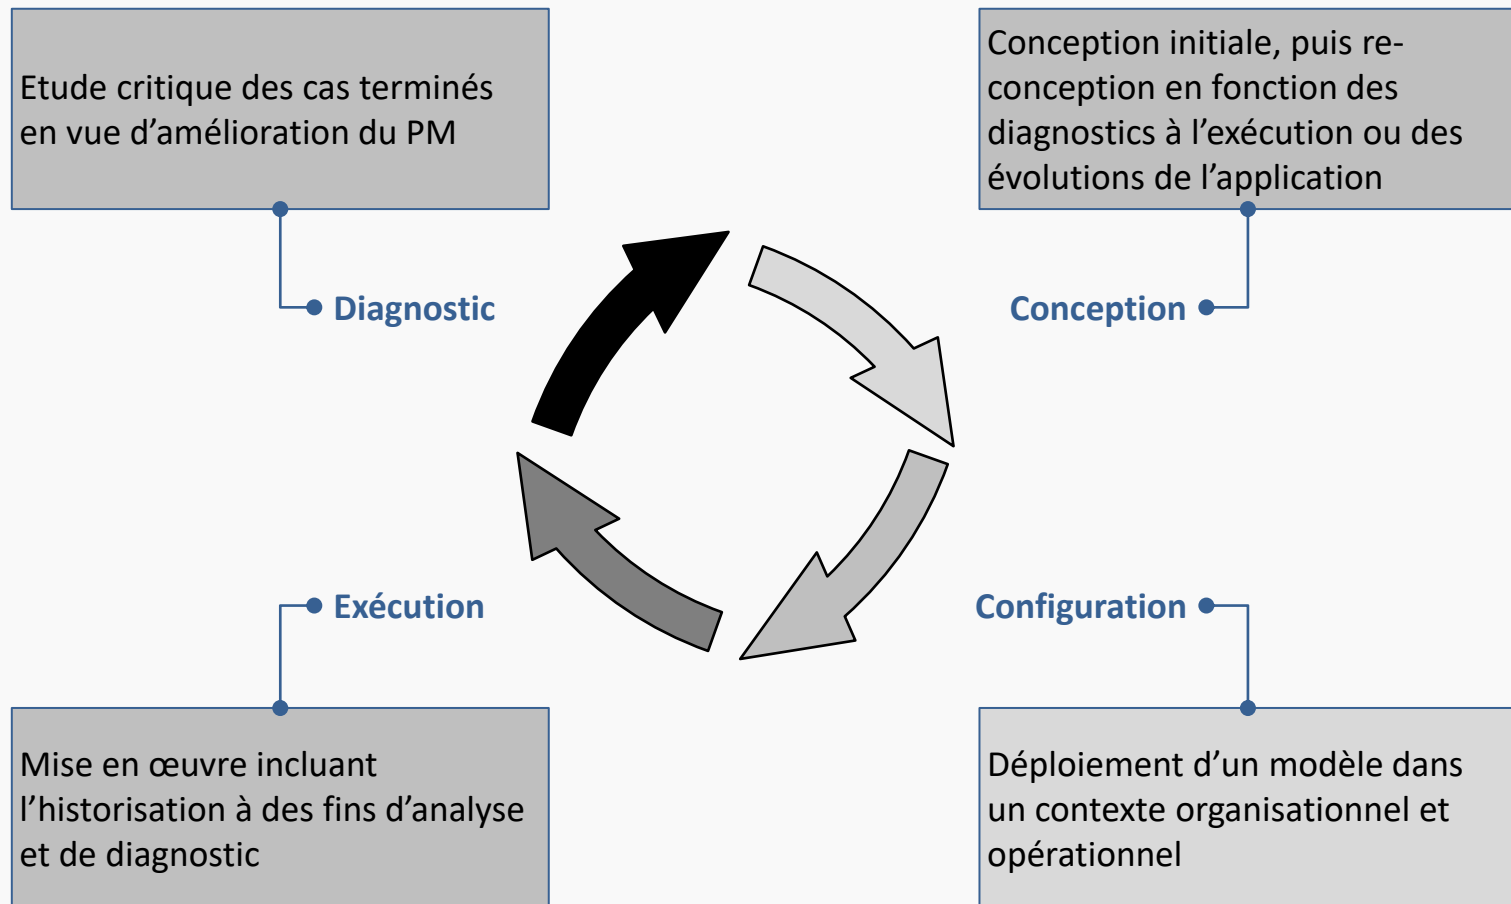 Etude critique des cas terminés
en vue d’amélioration du PM
Conception initiale, puis re-
conception en fonction des
diagnostics à l’exécution ou des
évolutions de l’application
Diagnostic
Conception
Exécution
Configuration
Mise en œuvre incluant
l’historisation à des fins d’analyse
et de diagnostic
Déploiement d’un modèle dans
un contexte organisationnel et
opérationnel